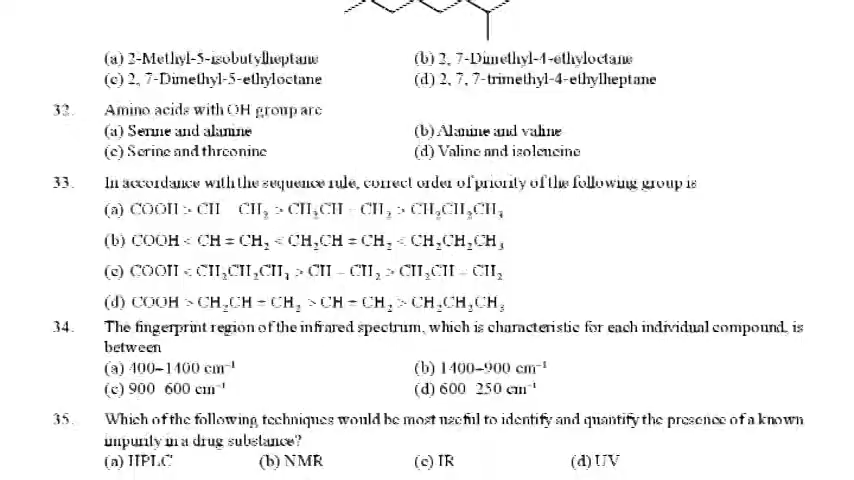 (a) 2-Methyl-5-isobutylheptane (b) 2, 7-Dimethyl-4-ethyloctane
(c) 2, 7-Dimethyl-5-ethyloctane (d) 2, 7, 7-trimethyl-4-ethylheptane
32. Amino acids with OH group are
(a) Serine and alanine (b) Alanine and valine
(c) Serine and threonine (d) Valine and isoleucine
33. In accordance with the sequence rule, correct order of priority of the following group is
(a) COOH > CH = CH₂ > CH₂CH = CH₂ > CH₂CH₂CH₃
(b) COOH < CH = CH₂ < CH₂CH = CH₂ < CH₂CH₂CH₃
(c) COOH < CH₂CH₂CH₃ > CH = CH₂ > CH₂CH = CH₂
(d) COOH > CH₂CH = CH₂ > CH = CH₂ > CH₂CH₂CH₃
34. The fingerprint region of the infrared spectrum, which is characteristic for each individual compound, is
between
(a) 400–1400 cm⁻¹ (b) 1400–900 cm⁻¹
(c) 900–600 cm⁻¹ (d) 600–250 cm⁻¹
35. Which of the following techniques would be most useful to identify and quantify the presence of a known
impurity in a drug substance?
(a) HPLC (b) NMR (c) IR (d) UV